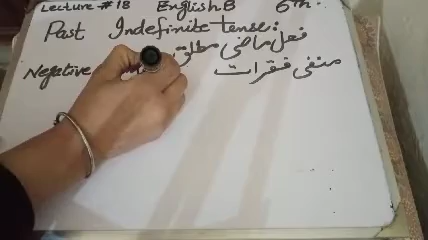 Lecture #18 English B 6th:
Past Indefinite tense:
فعل ماضی مطلق
Negative منفی فقرات